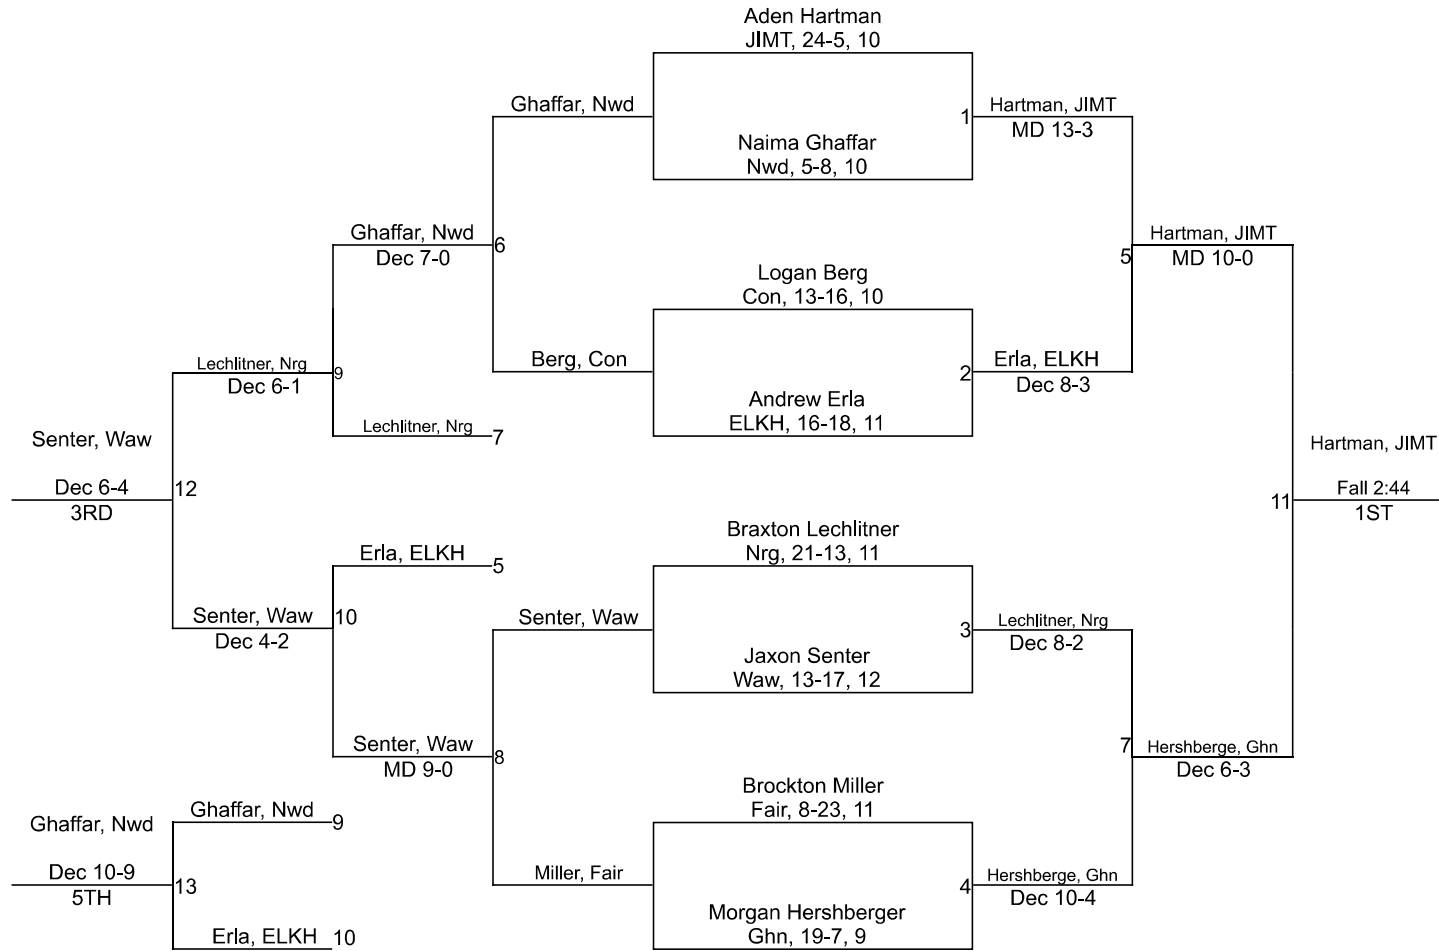 Aden Hartman
JIMT, 24-5, 10
Ghaffar, Nwd
1
Hartman, JIMT
MD 13-3
Naima Ghaffar
Nwd, 5-8, 10
Ghaffar, Nwd
Dec 7-0
6
Hartman, JIMT
MD 10-0
5
Logan Berg
Con, 13-16, 10
Lechlitner, Nrg
Dec 6-1
9
Berg, Con
2
Erla, ELKH
Dec 8-3
Andrew Erla
ELKH, 16-18, 11
Lechlitner, Nrg
7
Senter, Waw
Dec 6-4
3RD
12
Hartman, JIMT
11
Fall 2:44
1ST
Braxton Lechlitner
Nrg, 21-13, 11
Erla, ELKH
5
Senter, Waw
Dec 4-2
10
Senter, Waw
3
Lechlitner, Nrg
Dec 8-2
Jaxon Senter
Waw, 13-17, 12
Senter, Waw
MD 9-0
8
7
Hershberge, Ghn
Dec 6-3
Brockton Miller
Fair, 8-23, 11
Ghaffar, Nwd
Ghaffar, Nwd
9
Dec 10-9
5TH
13
Miller, Fair
4
Hershberge, Ghn
Dec 10-4
Morgan Hershberger
Ghn, 19-7, 9
Erla, ELKH
10